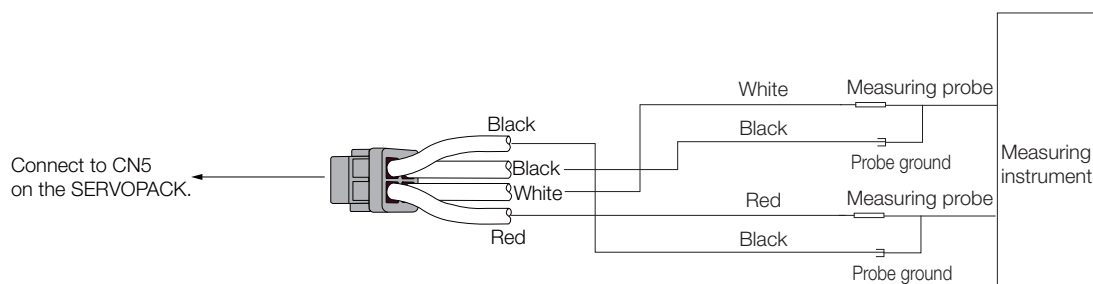 Connect to CN5
on the SERVOPACK.
Black
Black
White
Red
White
Measuring probe
Black
Probe ground
Red
Measuring probe
Black
Probe ground
Measuring
instrument